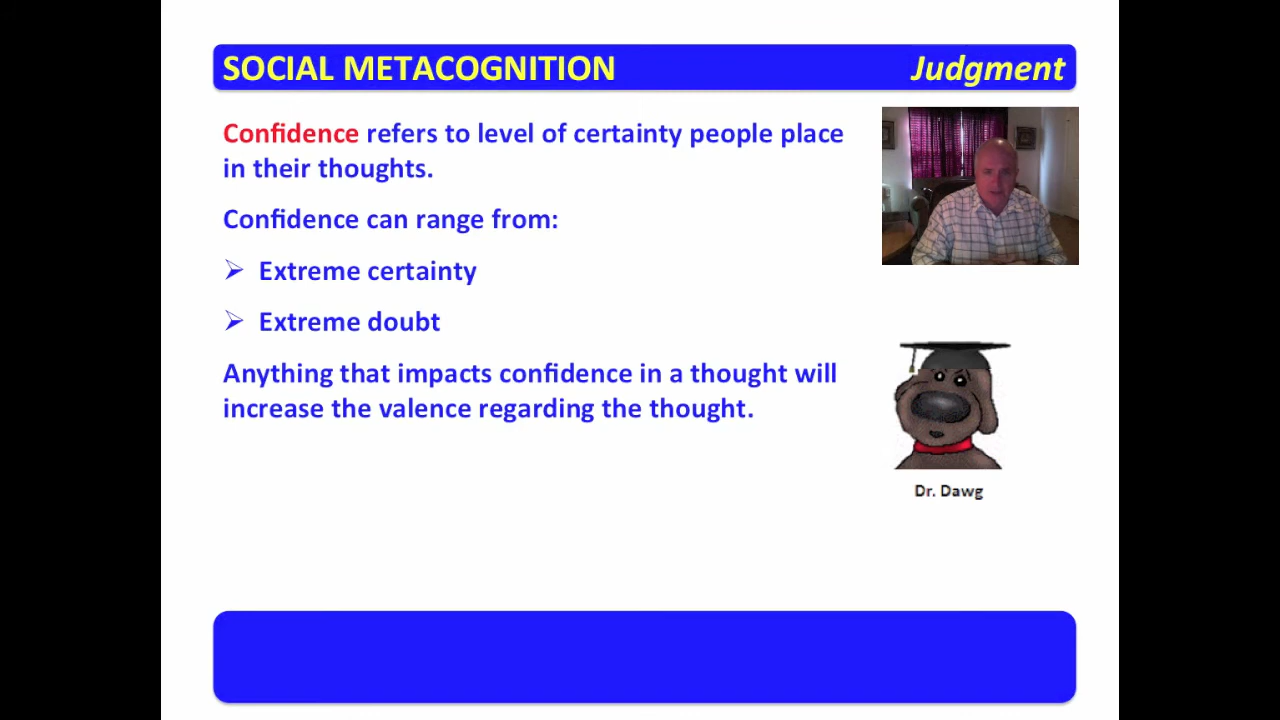 SOCIAL METACOGNITION Judgment
Confidence refers to level of certainty people place
in their thoughts.
Confidence can range from:
➢ Extreme certainty
➢ Extreme doubt
Anything that impacts confidence in a thought will
increase the valence regarding the thought.
Dr. Dawg